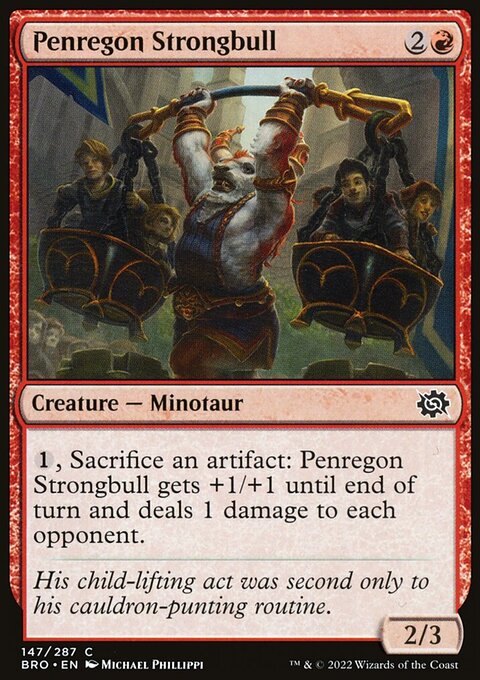 Penregon Strongbull 2
Creature — Minotaur
1, Sacrifice an artifact: Penregon
Strongbull gets +1/+1 until end of
turn and deals 1 damage to each
opponent.
His child-lifting act was second only to
his cauldron-punting routine.
2/3
147/287 C
BRO • EN Michael Phillippi
™ & © 2022 Wizards of the Coast